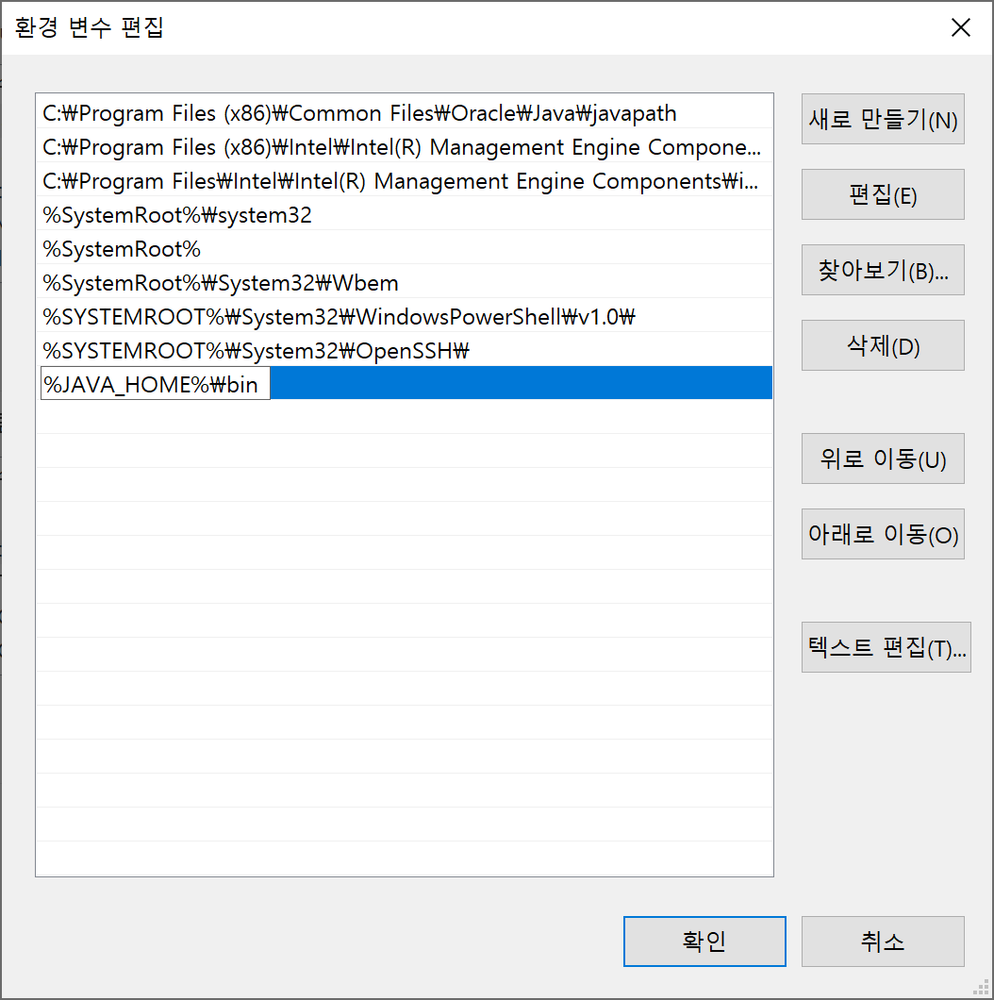 환경 변수 편집
C:₩Program Files (x86)₩Common Files₩Oracle₩Java₩javapath
C:₩Program Files (x86)₩Intel₩Intel(R) Management Engine Compone...
C:₩Program Files₩Intel₩Intel(R) Management Engine Components₩i...
%SystemRoot%₩system32
%SystemRoot%
%SystemRoot%₩System32₩Wbem
%SYSTEMROOT%₩System32₩WindowsPowerShell₩v1.0₩
%SYSTEMROOT%₩System32₩OpenSSH₩
%JAVA_HOME%₩bin
새로 만들기(N)
편집(E)
찾아보기(B)...
삭제(D)
위로 이동(U)
아래로 이동(O)
텍스트 편집(T)...
확인
취소